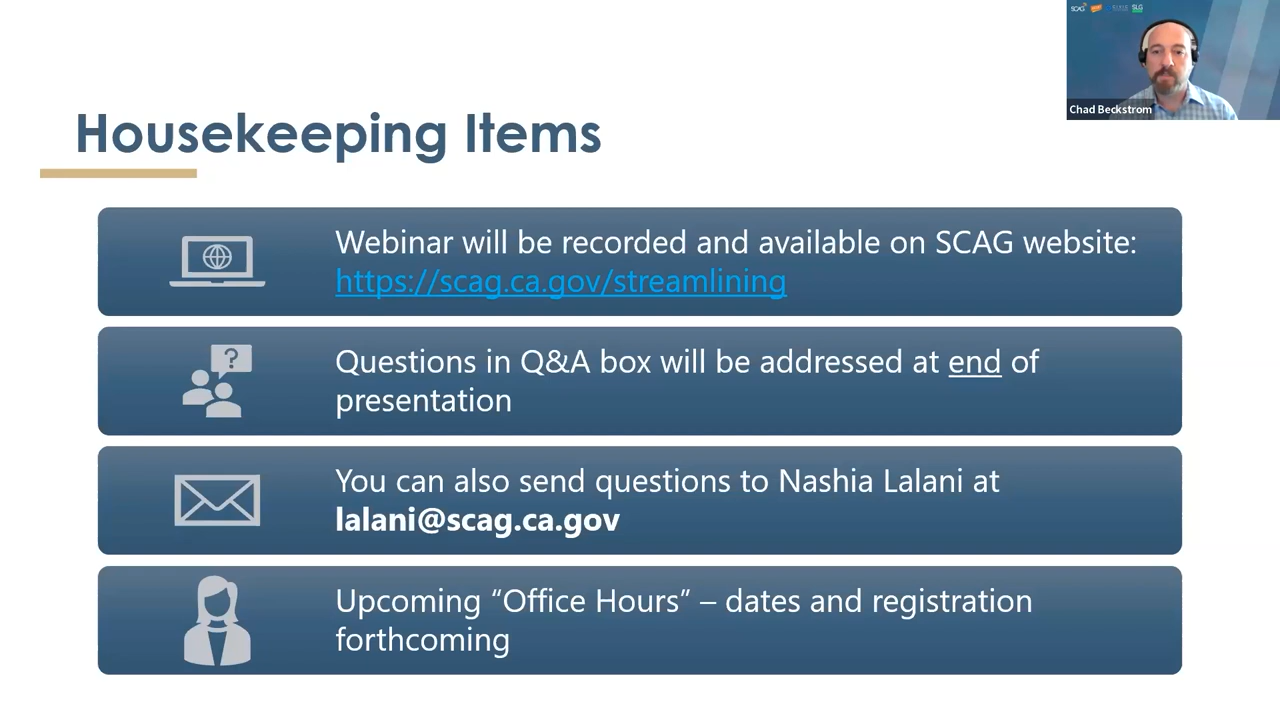 SCAG
SLG
Chad Beckstrom
Housekeeping Items
Webinar will be recorded and available on SCAG website:
https://scag.ca.gov/streamlining
?
Questions in Q&A box will be addressed at end of
presentation
You can also send questions to Nashia Lalani at
lalani@scag.ca.gov
Upcoming “Office Hours” – dates and registration
forthcoming